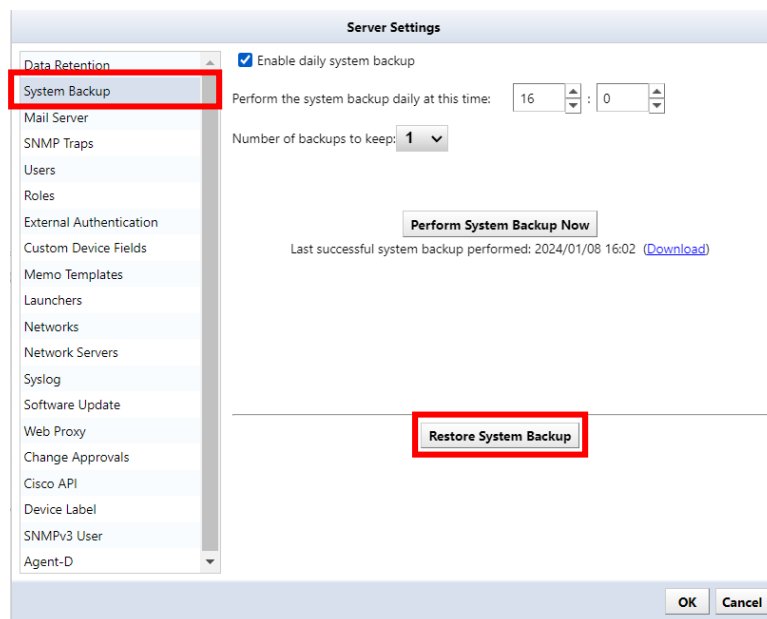 Server Settings
Data Retention
System Backup
Mail Server
SNMP Traps
Users
Roles
External Authentication
Custom Device Fields
Memo Templates
Launchers
Networks
Network Servers
Syslog
Software Update
Web Proxy
Change Approvals
Cisco API
Device Label
SNMPv3 User
Agent-D
Enable daily system backup
Perform the system backup daily at this time: 16 : 0
Number of backups to keep: 1
Perform System Backup Now
Last successful system backup performed: 2024/01/08 16:02 (Download)
Restore System Backup
OK Cancel